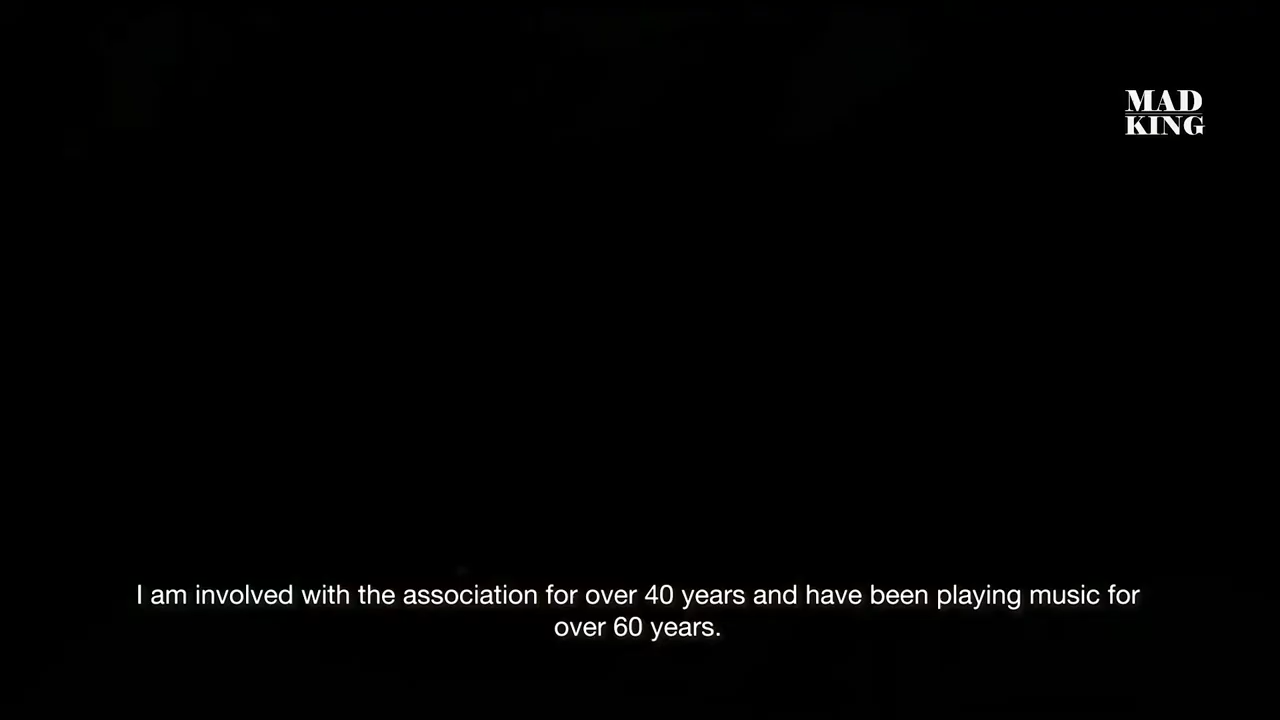 MAD
KING
I am involved with the association for over 40 years and have been playing music for
over 60 years.